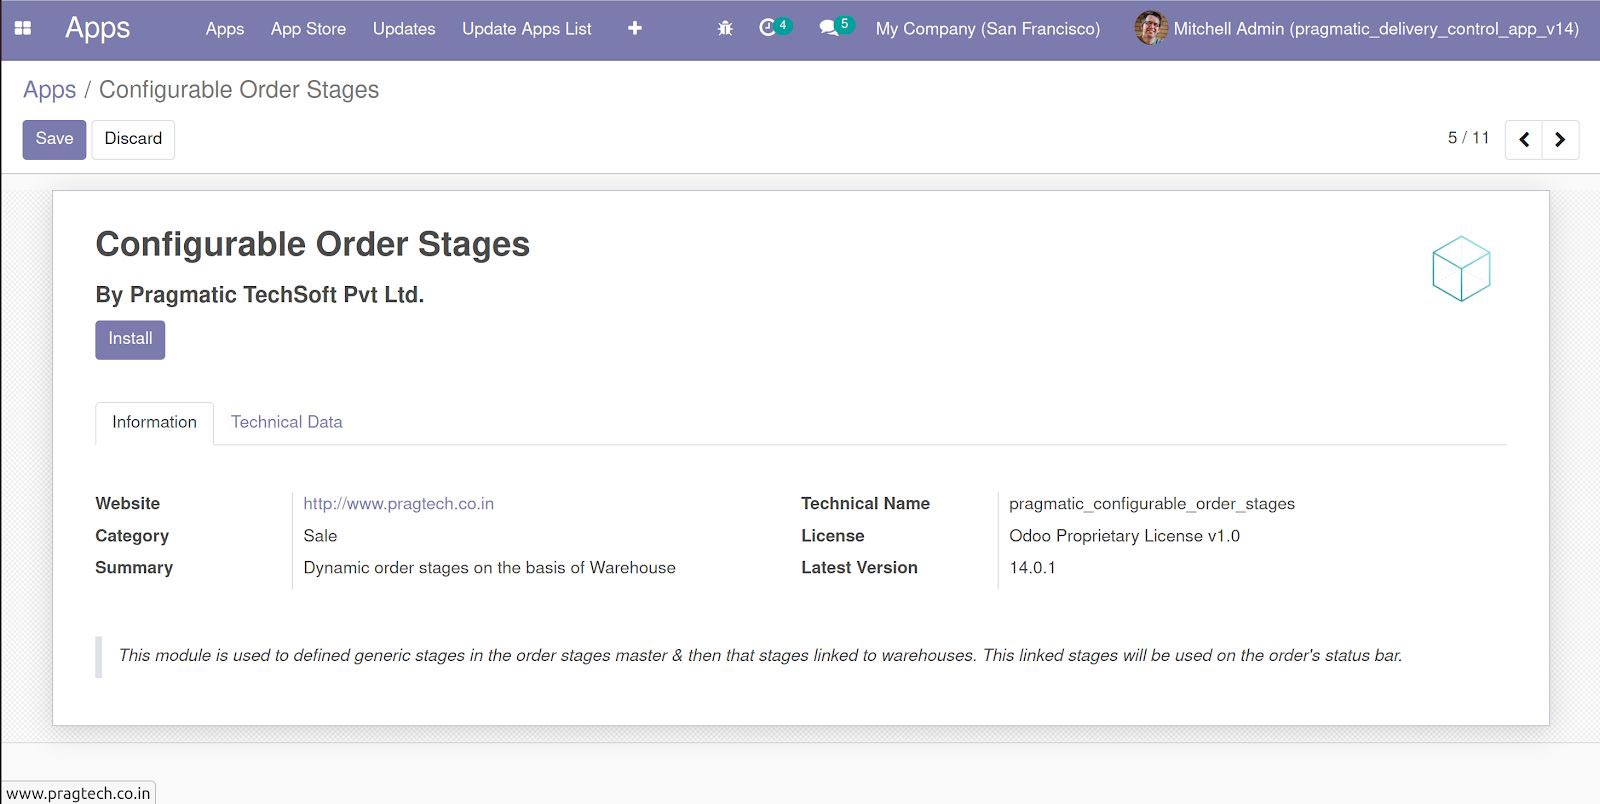 Apps Apps App Store Updates Update Apps List 4 5 My Company (San Francisco) Mitchell Admin (pragmatic_delivery_control_app_v14)
Apps / Configurable Order Stages
Save Discard 5 / 11
Configurable Order Stages
By Pragmatic TechSoft Pvt Ltd.
Install
Information Technical Data
Website http://www.pragtech.co.in Technical Name pragmatic_configurable_order_stages
Category Sale License Odoo Proprietary License v1.0
Summary Dynamic order stages on the basis of Warehouse Latest Version 14.0.1
This module is used to defined generic stages in the order stages master & then that stages linked to warehouses. This linked stages will be used on the order's status bar.
www.pragtech.co.in